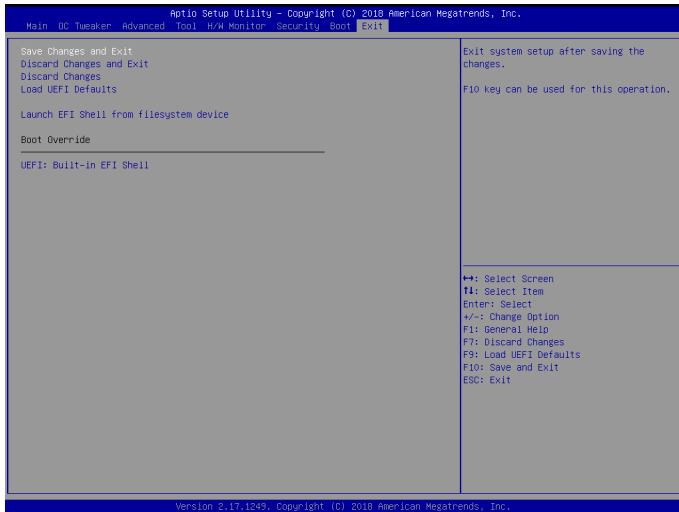 Aptio Setup Utility – Copyright (C) 2018 American Megatrends, Inc.
Main OC Tweaker Advanced Tool H/W Monitor Security Boot Exit
Save Changes and Exit
Discard Changes and Exit
Discard Changes
Load UEFI Defaults
Launch EFI Shell from filesystem device
Boot Override
UEFI: Built-in EFI Shell
Exit system setup after saving the
changes.
F10 key can be used for this operation.
↔: Select Screen
↑↓: Select Item
Enter: Select
+/-: Change Option
F1: General Help
F7: Discard Changes
F9: Load UEFI Defaults
F10: Save and Exit
ESC: Exit
Version 2.17.1249. Copyright (C) 2018 American Megatrends, Inc.